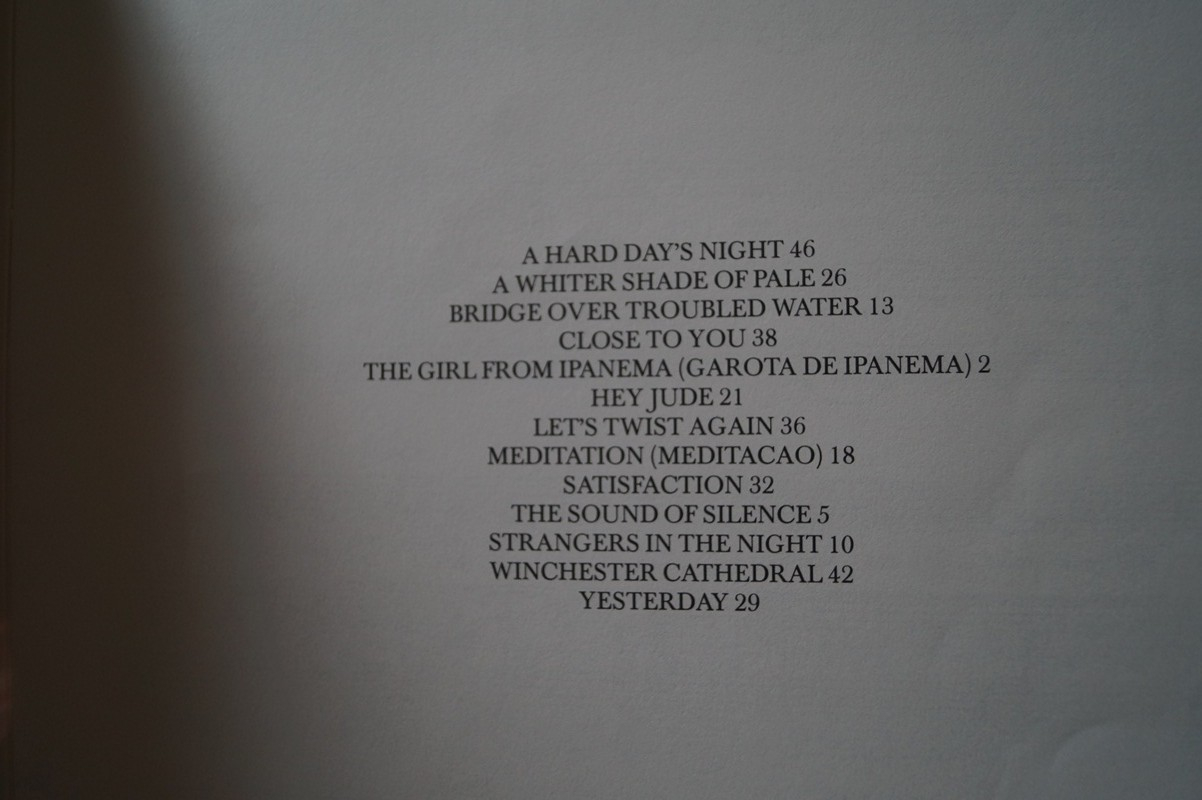 A HARD DAY'S NIGHT 46
A WHITER SHADE OF PALE 26
BRIDGE OVER TROUBLED WATER 13
CLOSE TO YOU 38
THE GIRL FROM IPANEMA (GAROTA DE IPANEMA) 2
HEY JUDE 21
LET'S TWIST AGAIN 36
MEDITATION (MEDITACAO) 18
SATISFACTION 32
THE SOUND OF SILENCE 5
STRANGERS IN THE NIGHT 10
WINCHESTER CATHEDRAL 42
YESTERDAY 29